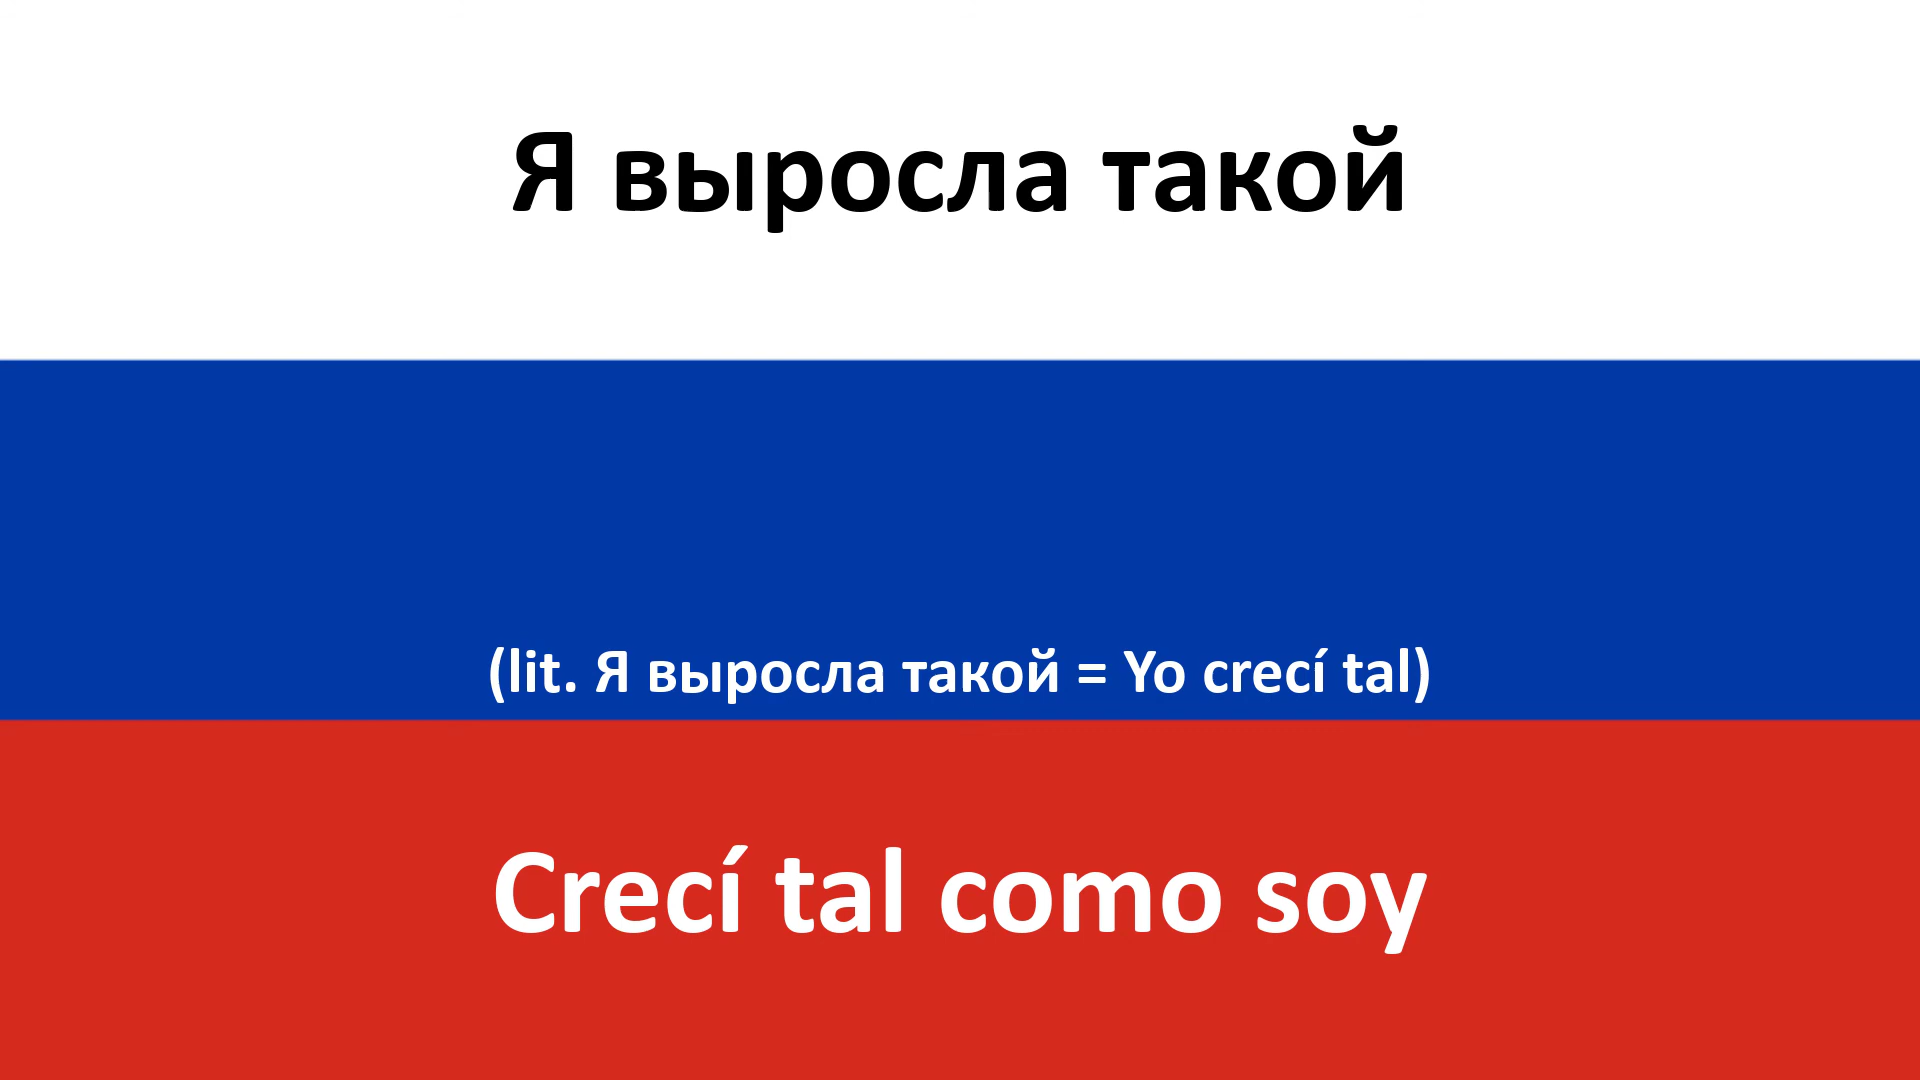 Я выросла такой
(lit. Я выросла такой = Yo crecí tal)
Crecí tal como soy